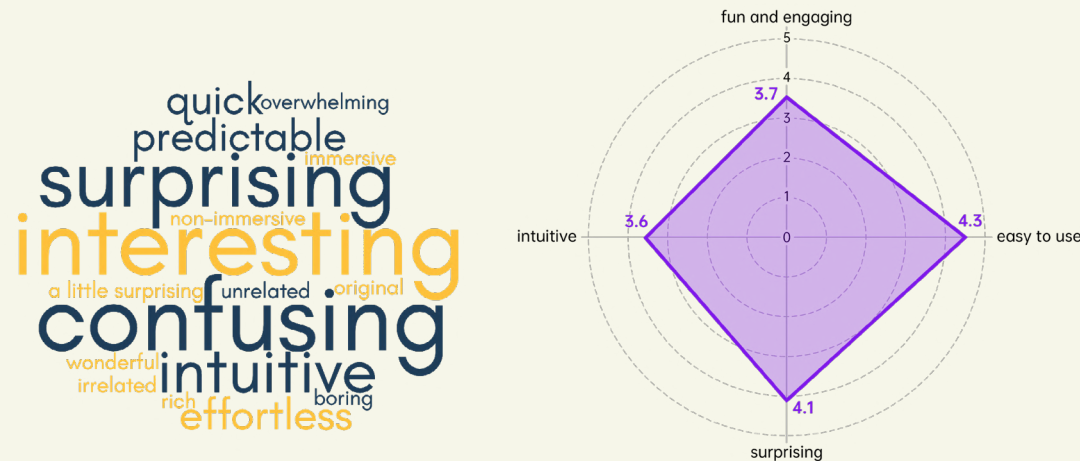 quick overwhelming
predictable
immersive
surprising
non-immersive
interesting
a little surprising unrelated original
confusing
wonderful
intuitive
irrelated
rich boring
effortless
fun and engaging
5
4
3.7
3
2
1
3.6 4.3
intuitive 0 easy to use
4.1
surprising